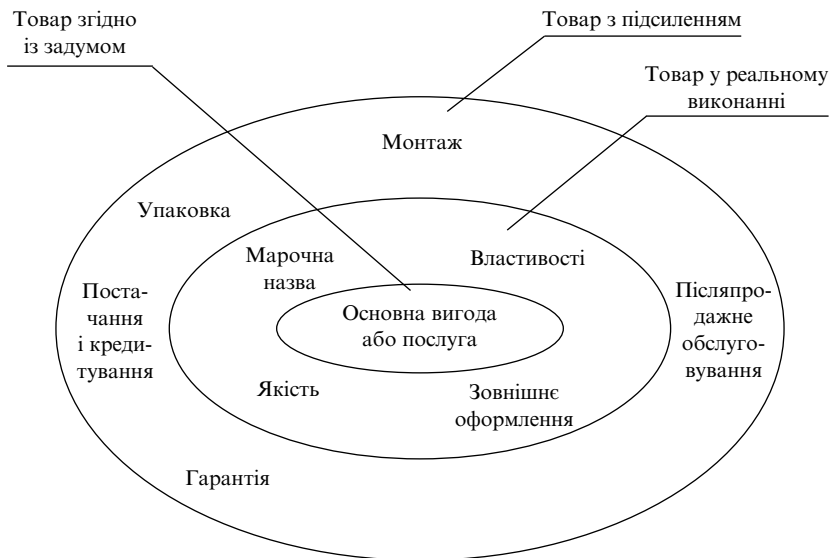 Товар згідно
із задумом
Товар з підсиленням
Товар у реальному
виконанні
Монтаж
Упаковка
Марочна
назва
Властивості
Поста-
чання
і креди-
тування
Основна вигода
або послуга
Післяпро-
дажне
обслуго-
вування
Якість
Зовнішнє
оформлення
Гарантія